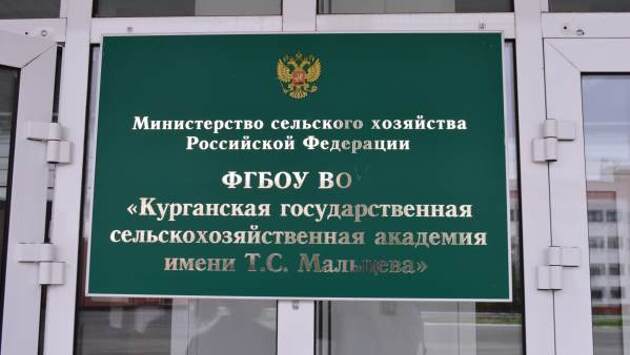 Министерство сельского хозяйства
Российской Федерации
ФГБОУ ВО
«Курганская государственная
сельскохозяйственная академия
имени Т.С. Мальцева»